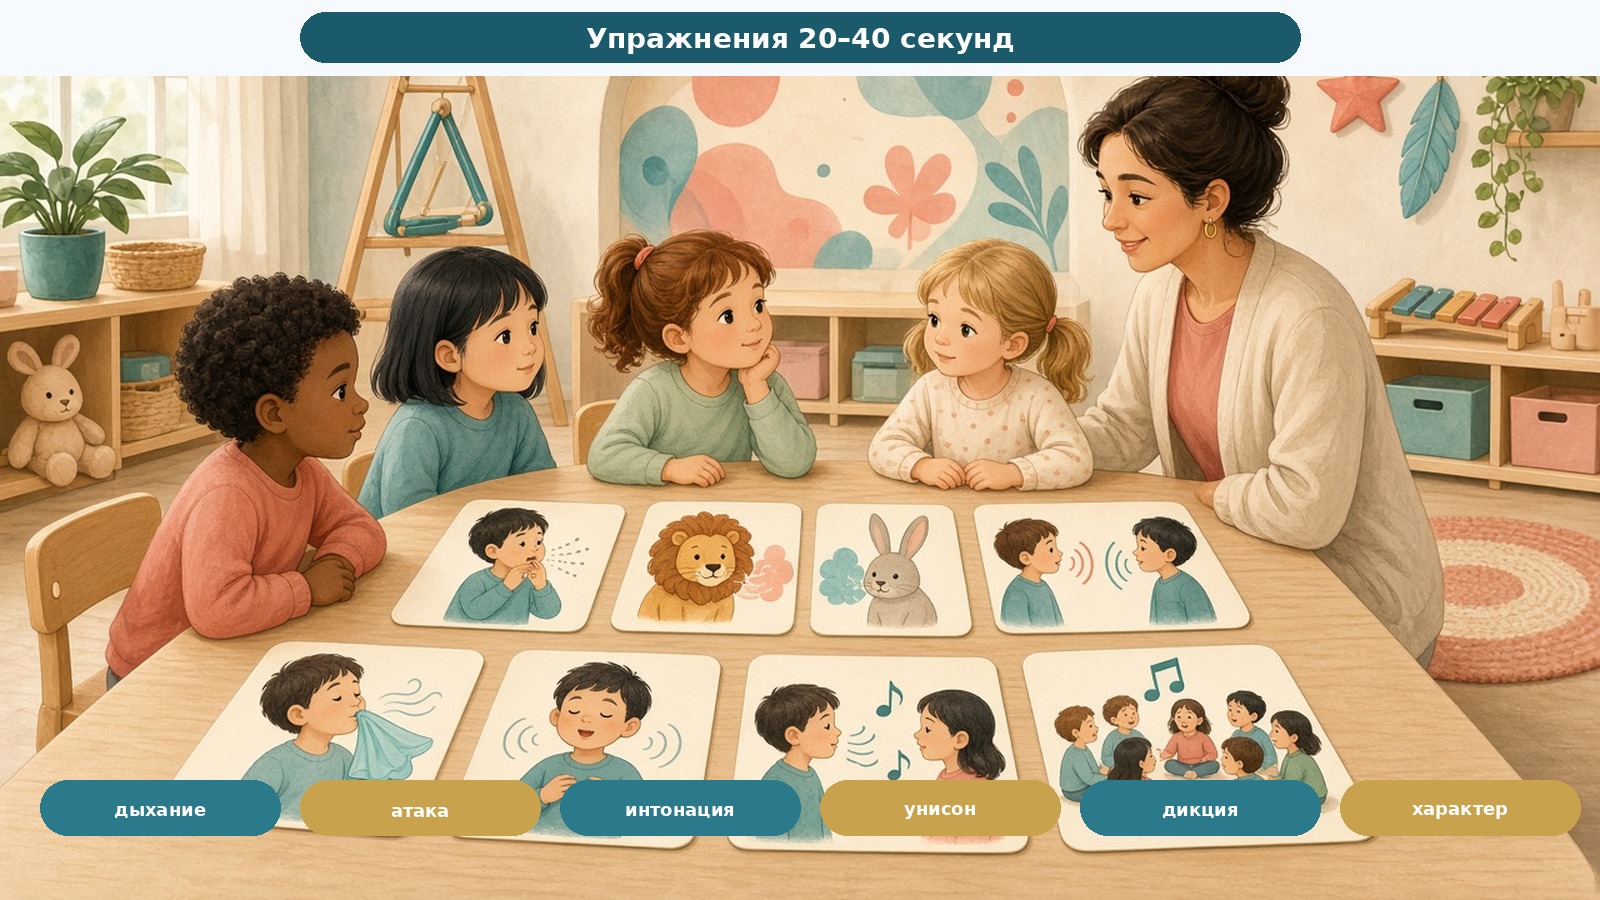 Упражнения 20–40 секунд
дыхание
атака
интонация
унисон
дикция
характер